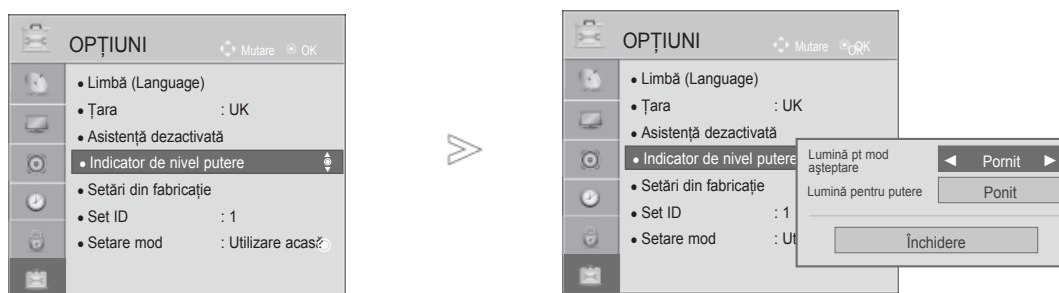 OPȚIUNI
Mutare OK
• Limbă (Language)
• Țara : UK
• Asistență dezactivată
• Indicator de nivel putere
• Setări din fabricație
• Set ID : 1
• Setare mod : Utilizare acasă
OPȚIUNI
Mutare OK
• Limbă (Language)
• Țara : UK
• Asistență dezactivată
• Indicator de nivel putere
• Setări din fabricație
• Set ID : 1
• Setare mod : Ut
Lumină pt mod
așteptare
◄ Pornit ►
Lumină pentru putere Ponit
Închidere